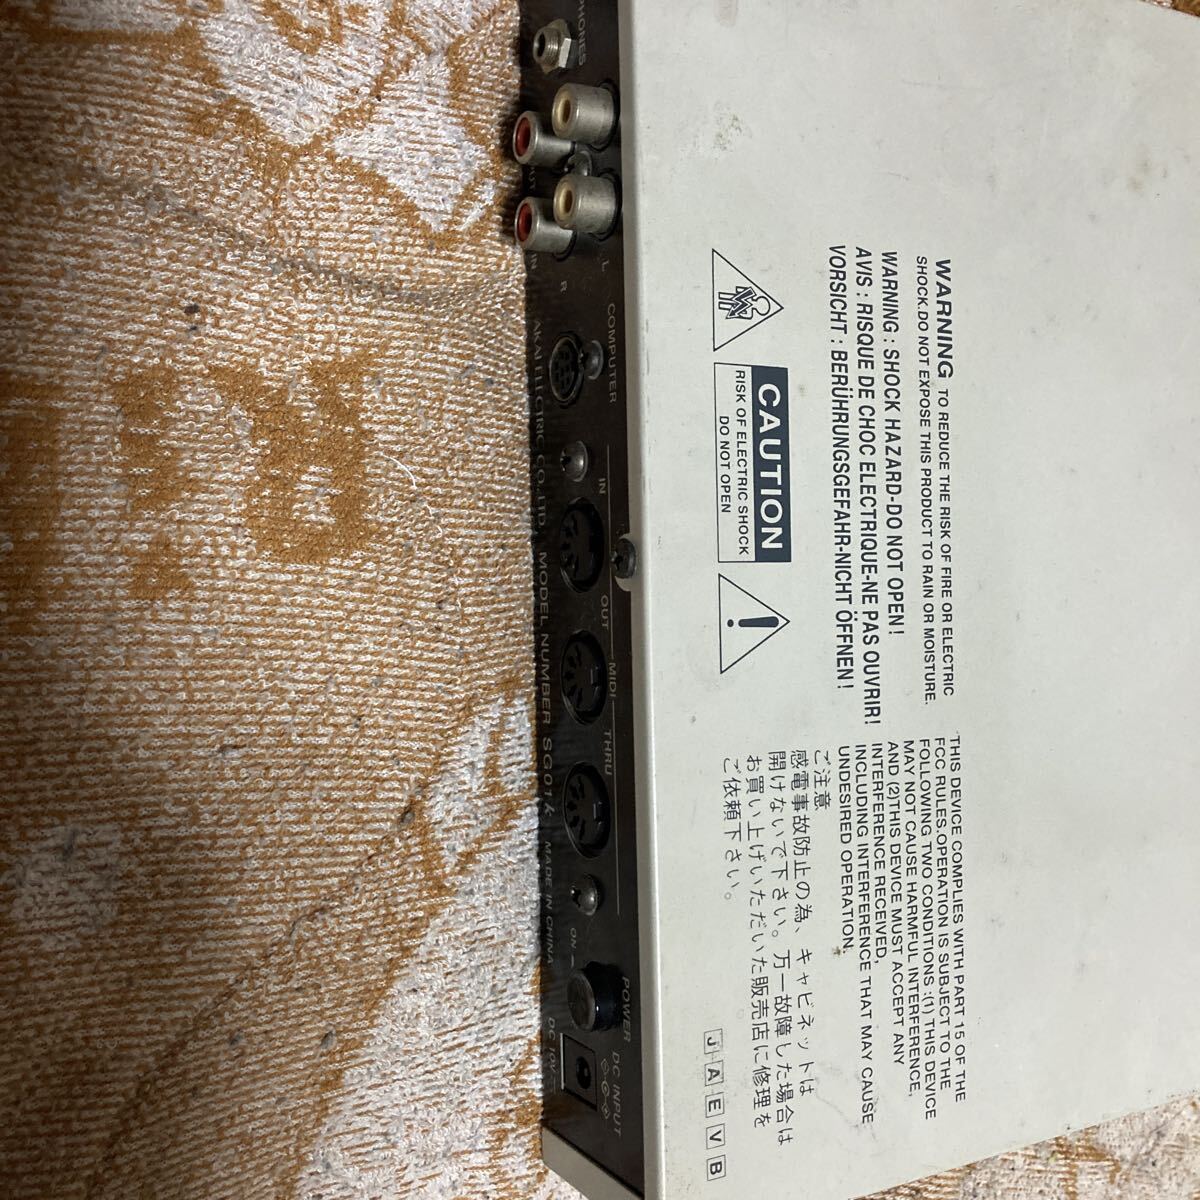 WARNING TO REDUCE THE RISK OF FIRE OR ELECTRIC
SHOCK.DO NOT EXPOSE THIS PRODUCT TO RAIN OR MOISTURE.
WARNING : SHOCK HAZARD-DO NOT OPEN!
AVIS : RISQUE DE CHOC ELECTRIQUE-NE PAS OUVRIR!
VORSICHT : BERÜHRUNGSGEFAHR-NICHT ÖFFNEN!
CAUTION
RISK OF ELECTRIC SHOCK
DO NOT OPEN
THIS DEVICE COMPLIES WITH PART 15 OF THE
FCC RULES.OPERATION IS SUBJECT TO THE
FOLLOWING TWO CONDITIONS :(1) THIS DEVICE
MAY NOT CAUSE HARMFUL INTERFERENCE,
AND (2)THIS DEVICE MUST ACCEPT ANY
INTERFERENCE RECEIVED,
INCLUDING INTERFERENCE THAT MAY CAUSE
UNDESIRED OPERATION.
ご注意
感電事故防止の為、キャビネットは
開けないで下さい。万一故障した場合は
お買い上げいただいた販売店に修理を
ご依頼下さい。
J A E V B
PHONES
L
R
IN
COMPUTER
IN
OUT
MIDI
THRU
POWER
ON
DC INPUT
DC 10V
AKAI ELECTRIC CO.,LTD. MODEL NUMBER SG01k MADE IN CHINA